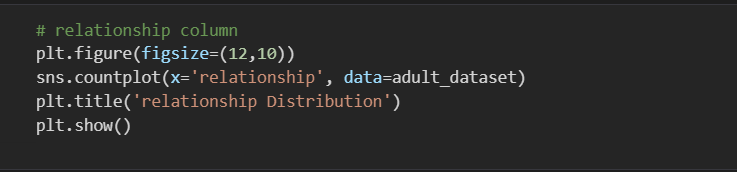 # relationship column
plt.figure(figsize=(12,10))
sns.countplot(x='relationship', data=adult_dataset)
plt.title('relationship Distribution')
plt.show()